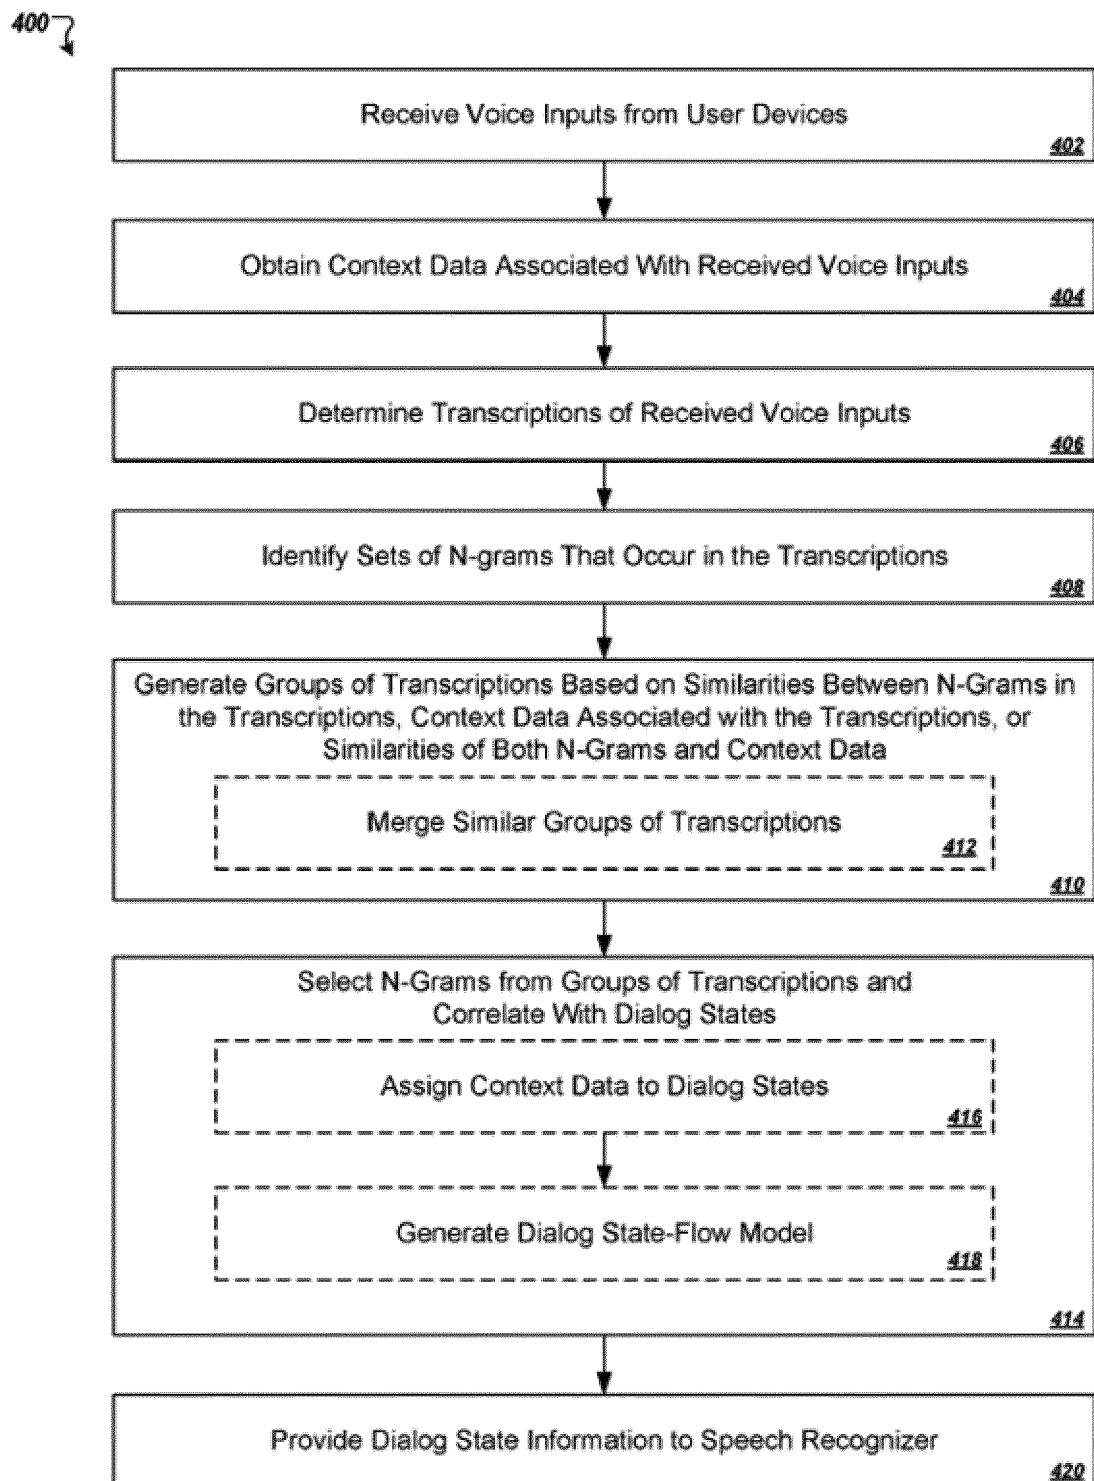 400
Receive Voice Inputs from User Devices
402
Obtain Context Data Associated With Received Voice Inputs
404
Determine Transcriptions of Received Voice Inputs
406
Identify Sets of N-grams That Occur in the Transcriptions
408
Generate Groups of Transcriptions Based on Similarities Between N-Grams in
the Transcriptions, Context Data Associated with the Transcriptions, or
Similarities of Both N-Grams and Context Data
Merge Similar Groups of Transcriptions
412
410
Select N-Grams from Groups of Transcriptions and
Correlate With Dialog States
Assign Context Data to Dialog States
416
Generate Dialog State-Flow Model
418
414
Provide Dialog State Information to Speech Recognizer
420